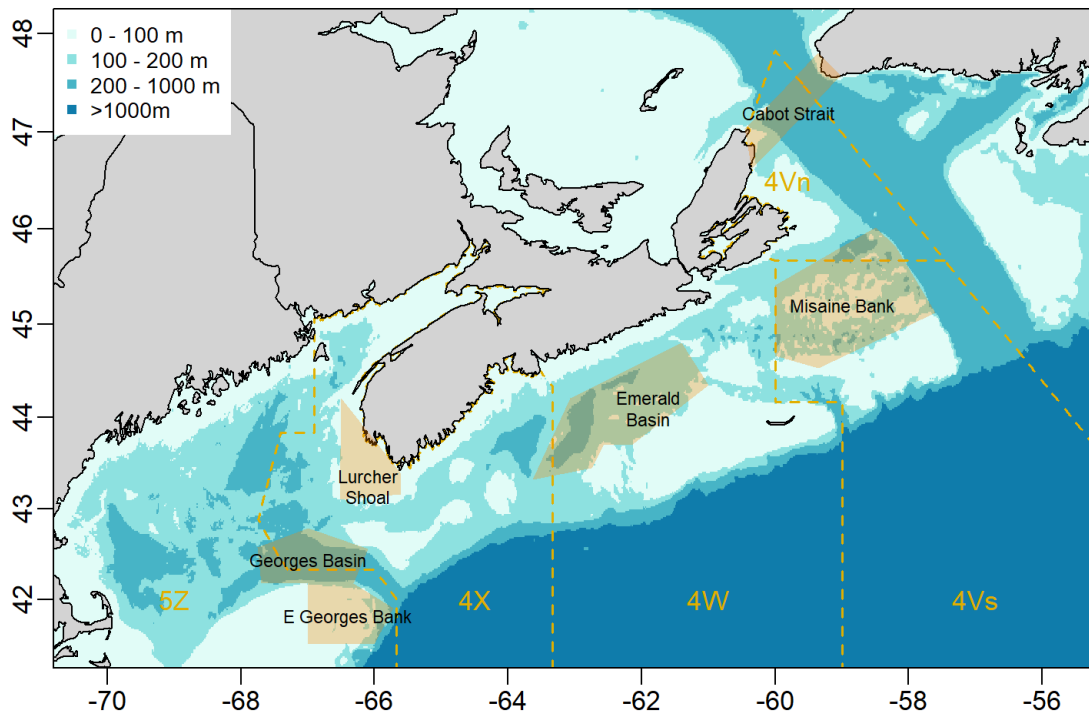 0 - 100 m
100 - 200 m
200 - 1000 m
>1000m
Cabot Strait
4Vn
Misaine Bank
Emerald
Basin
Lurcher
Shoal
Georges Basin
5Z
E Georges Bank
4X
4W
4Vs
48
47
46
45
44
43
42
-70
-68
-66
-64
-62
-60
-58
-56